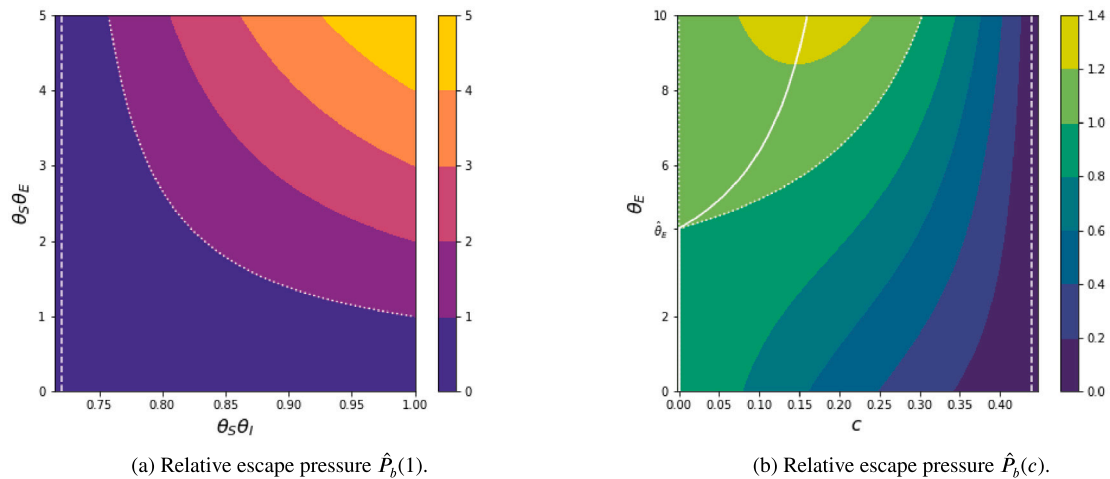 5
4
3
2
1
0
θ_Sθ_E
0.75 0.80 0.85 0.90 0.95 1.00
θ_Sθ_I
5
4
3
2
1
0
(a) Relative escape pressure P̂_b(1).
10
8
6
θ̂_E
2
0
θ_E
0.00 0.05 0.10 0.15 0.20 0.25 0.30 0.35 0.40
c
1.4
1.2
1.0
0.8
0.6
0.4
0.2
0.0
(b) Relative escape pressure P̂_b(c).